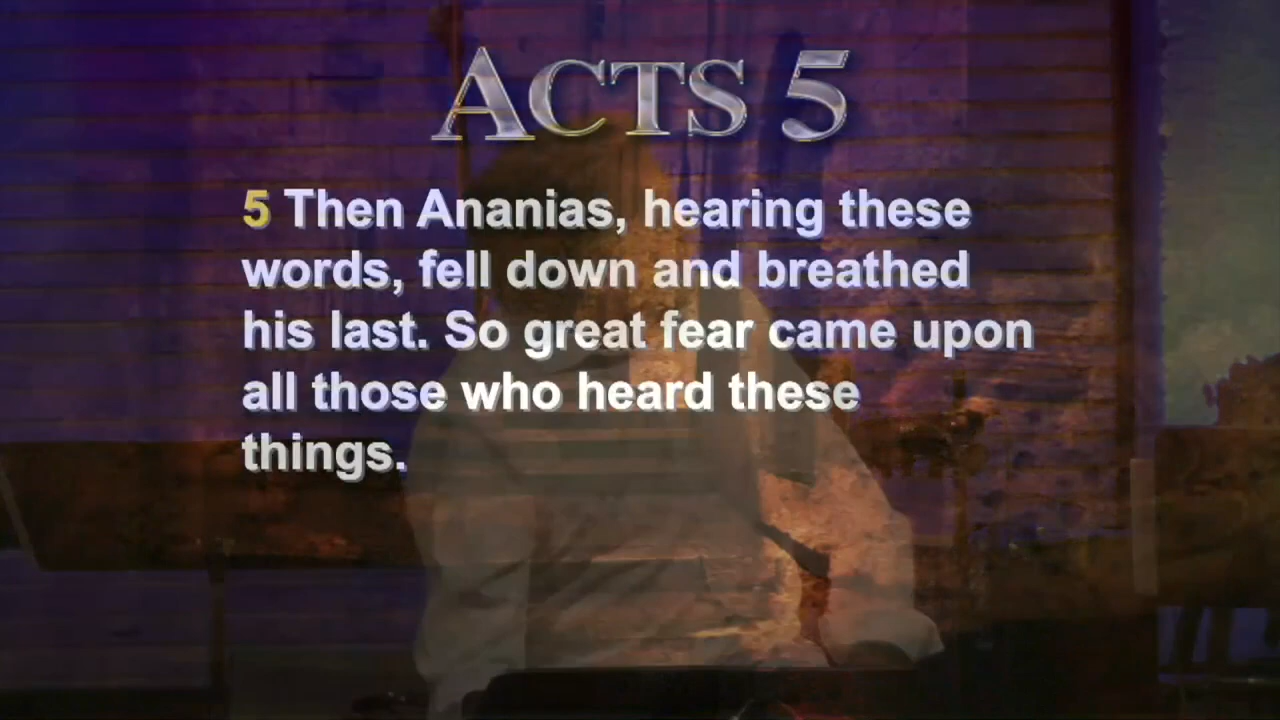 ACTS 5
5 Then Ananias, hearing these
words, fell down and breathed
his last. So great fear came upon
all those who heard these
things.